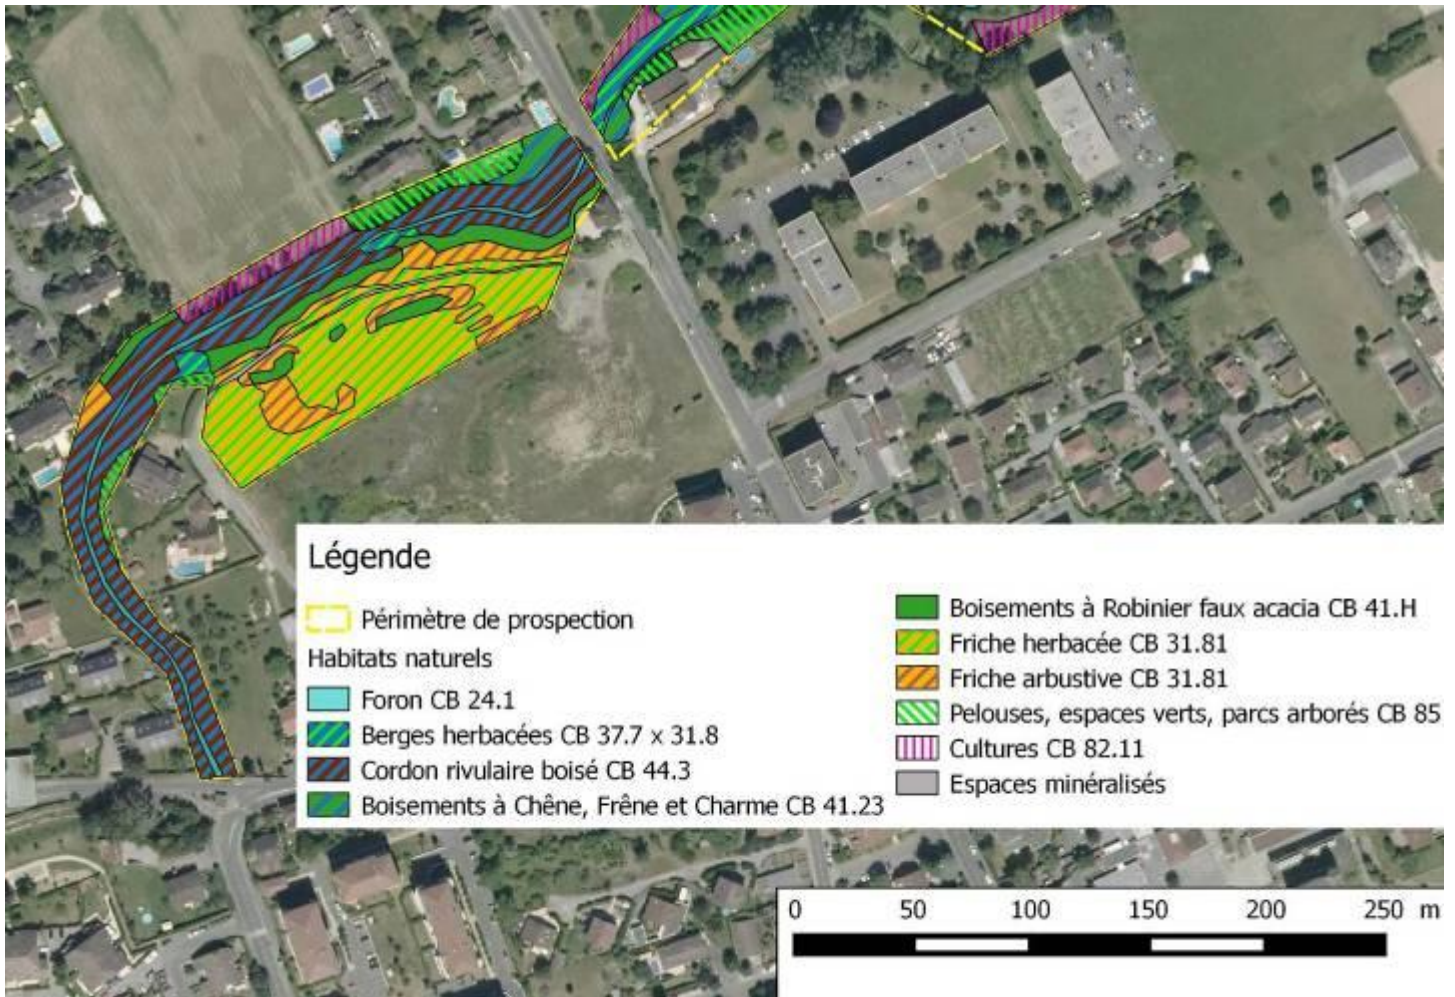 Légende
Périmètre de prospection
Habitats naturels
Foron CB 24.1
Berges herbacées CB 37.7 x 31.8
Cordon rivulaire boisé CB 44.3
Boisements à Chêne, Frêne et Charme CB 41.23
Boisements à Robinier faux acacia CB 41.H
Friche herbacée CB 31.81
Friche arbustive CB 31.81
Pelouses, espaces verts, parcs arborés CB 85
Cultures CB 82.11
Espaces minéralisés
0 50 100 150 200 250 m